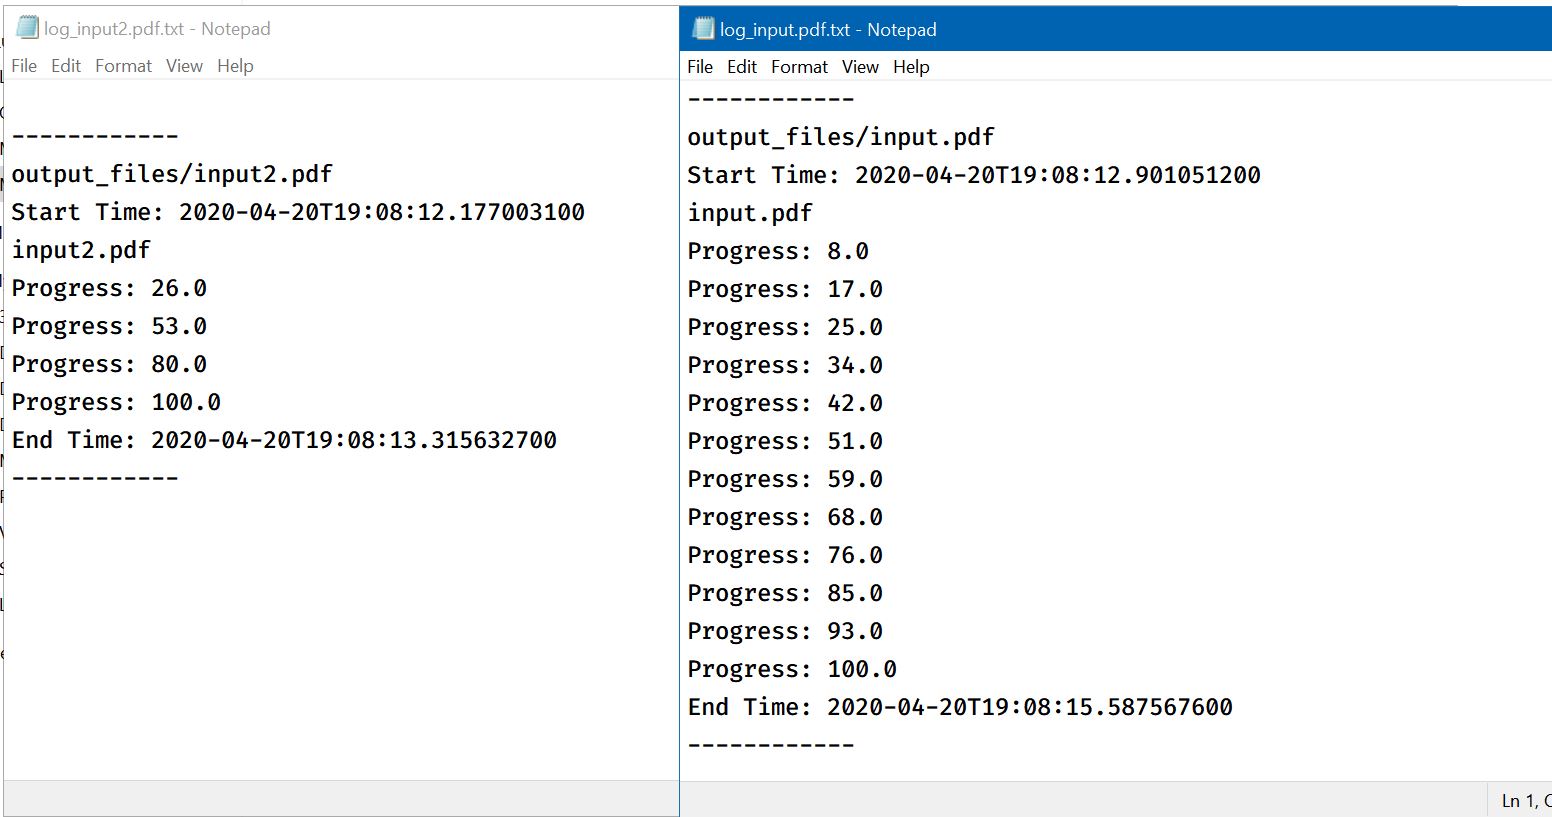 log_input2.pdf.txt - Notepad
File Edit Format View Help
------------
output_files/input2.pdf
Start Time: 2020-04-20T19:08:12.177003100
input2.pdf
Progress: 26.0
Progress: 53.0
Progress: 80.0
Progress: 100.0
End Time: 2020-04-20T19:08:13.315632700
------------
log_input.pdf.txt - Notepad
File Edit Format View Help
------------
output_files/input.pdf
Start Time: 2020-04-20T19:08:12.901051200
input.pdf
Progress: 8.0
Progress: 17.0
Progress: 25.0
Progress: 34.0
Progress: 42.0
Progress: 51.0
Progress: 59.0
Progress: 68.0
Progress: 76.0
Progress: 85.0
Progress: 93.0
Progress: 100.0
End Time: 2020-04-20T19:08:15.587567600
------------
Ln 1,